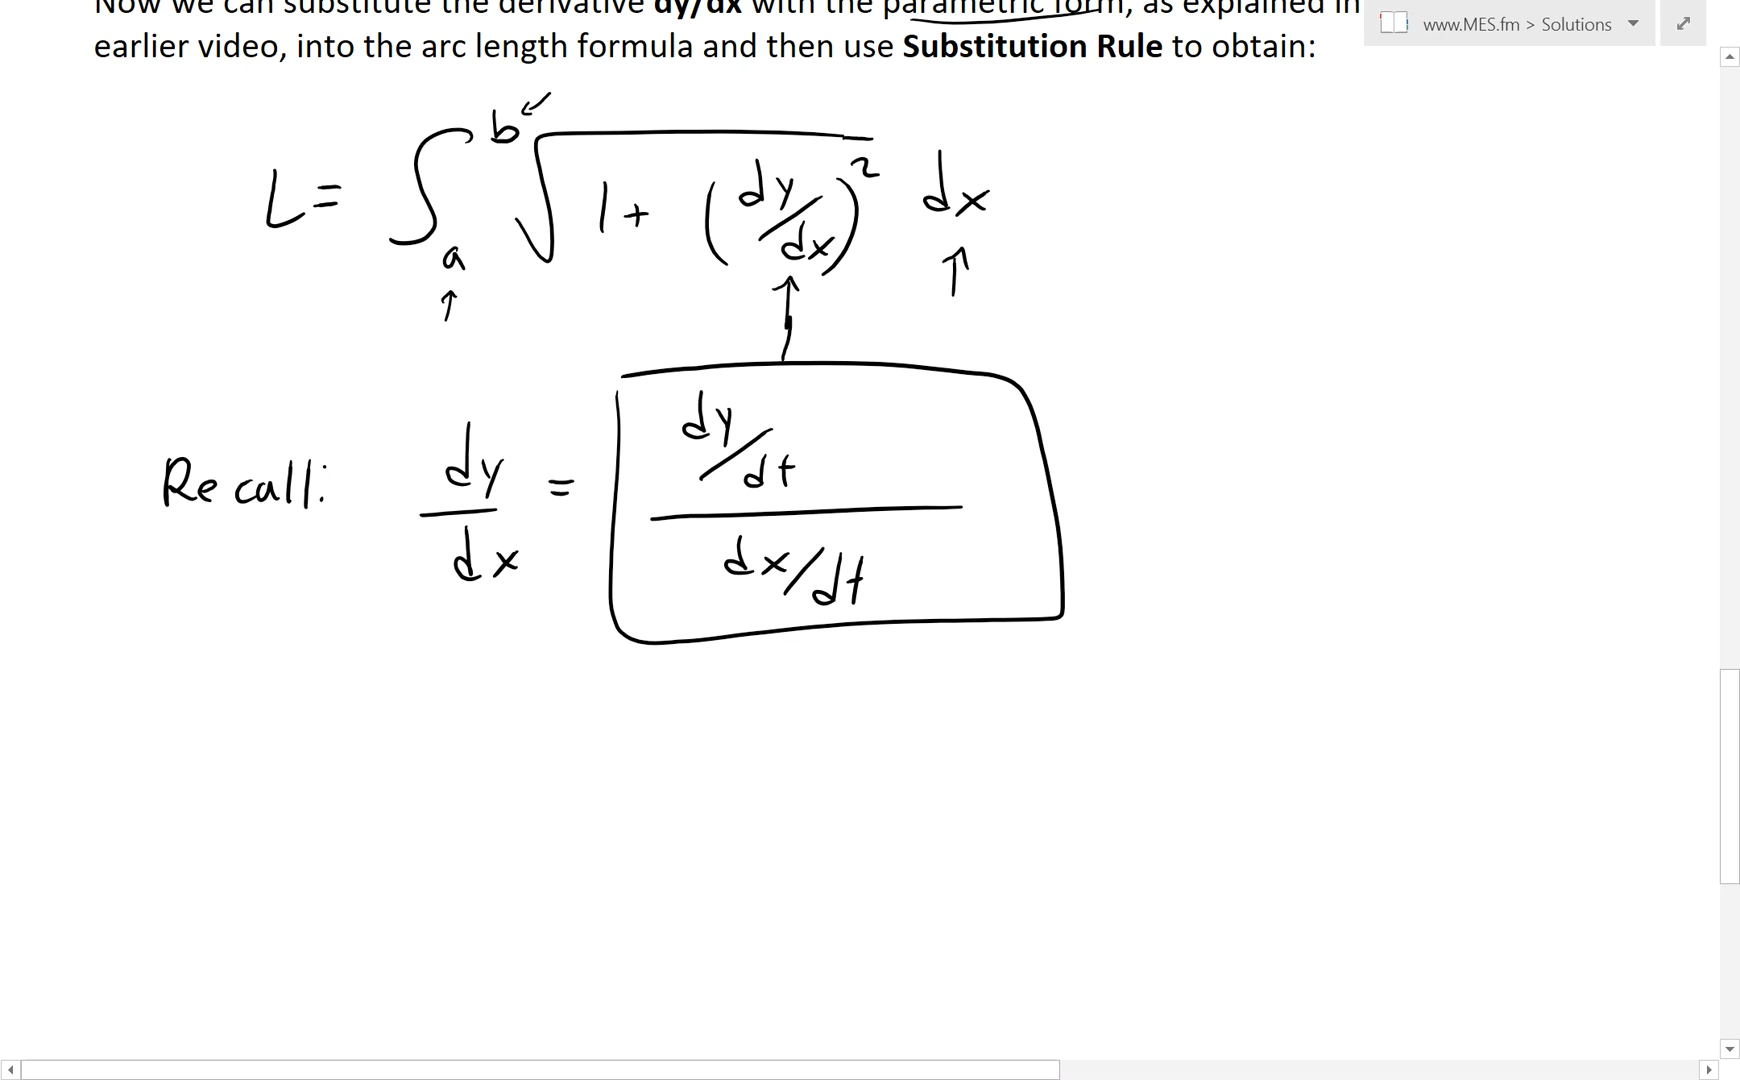 Now we can substitute the derivative dy/dx with the parametric form, as explained in
earlier video, into the arc length formula and then use Substitution Rule to obtain:
www.MES.fm > Solutions
L = ∫ₐᵇ √(1 + (dy/dx)²) dx
Recall: dy/dx = (dy/dt)/(dx/dt)